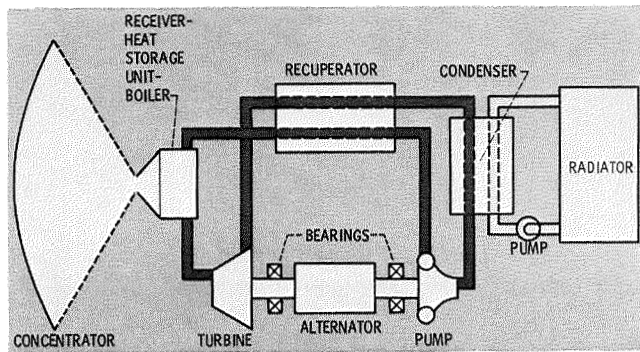 RECEIVER-
HEAT
STORAGE
UNIT-
BOILER
RECUPERATOR
CONDENSER
RADIATOR
PUMP
BEARINGS
CONCENTRATOR
TURBINE
ALTERNATOR
PUMP